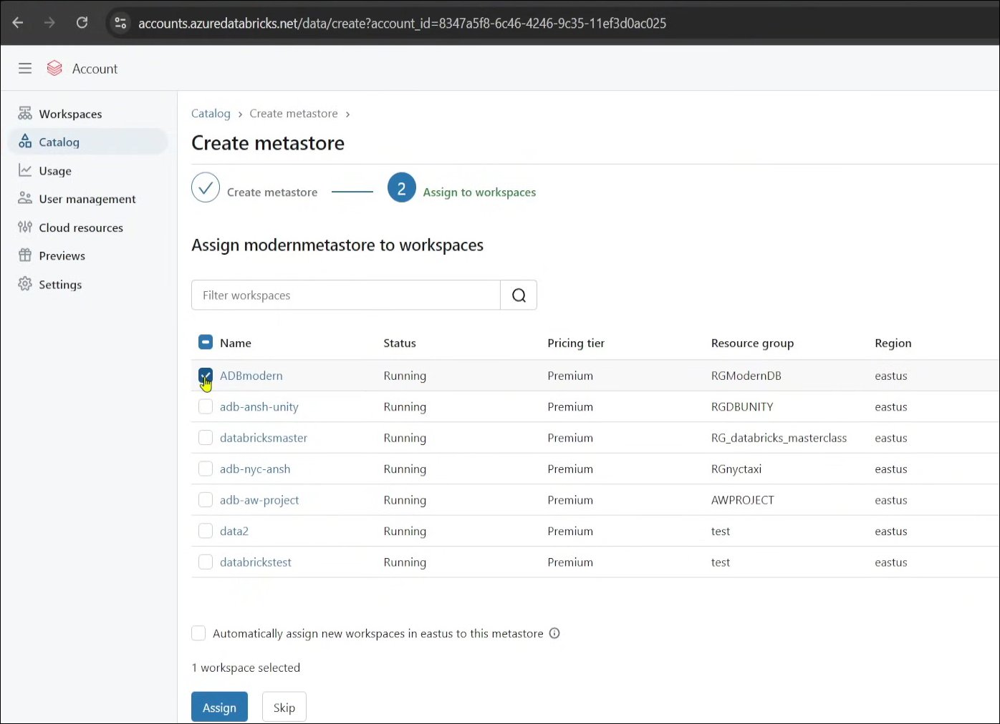 accounts.azuredatabricks.net/data/create?account_id=8347a5f8-6c46-4246-9c35-11ef3d0ac025
Account
Workspaces
Catalog
Usage
User management
Cloud resources
Previews
Settings
Catalog › Create metastore ›
Create metastore
Create metastore 2 Assign to workspaces
Assign modernmetastore to workspaces
Filter workspaces
Name Status Pricing tier Resource group Region
ADBmodern Running Premium RGModernDB eastus
adb-ansh-unity Running Premium RGDBUNITY eastus
databricksmaster Running Premium RG_databricks_masterclass eastus
adb-nyc-ansh Running Premium RGnyctaxi eastus
adb-aw-project Running Premium AWPROJECT eastus
data2 Running Premium test eastus
databrickstest Running Premium test eastus
Automatically assign new workspaces in eastus to this metastore
1 workspace selected
Assign Skip